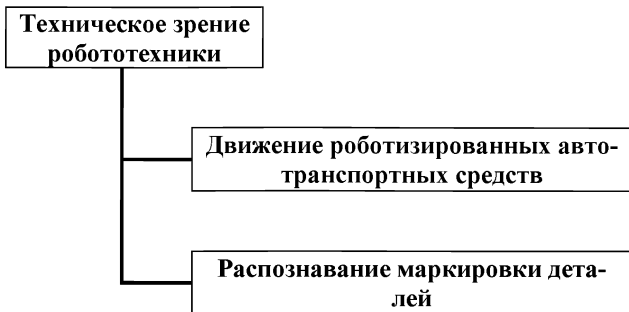 Техническое зрение
робототехники
Движение роботизированных авто-
транспортных средств
Распознавание маркировки дета-
лей